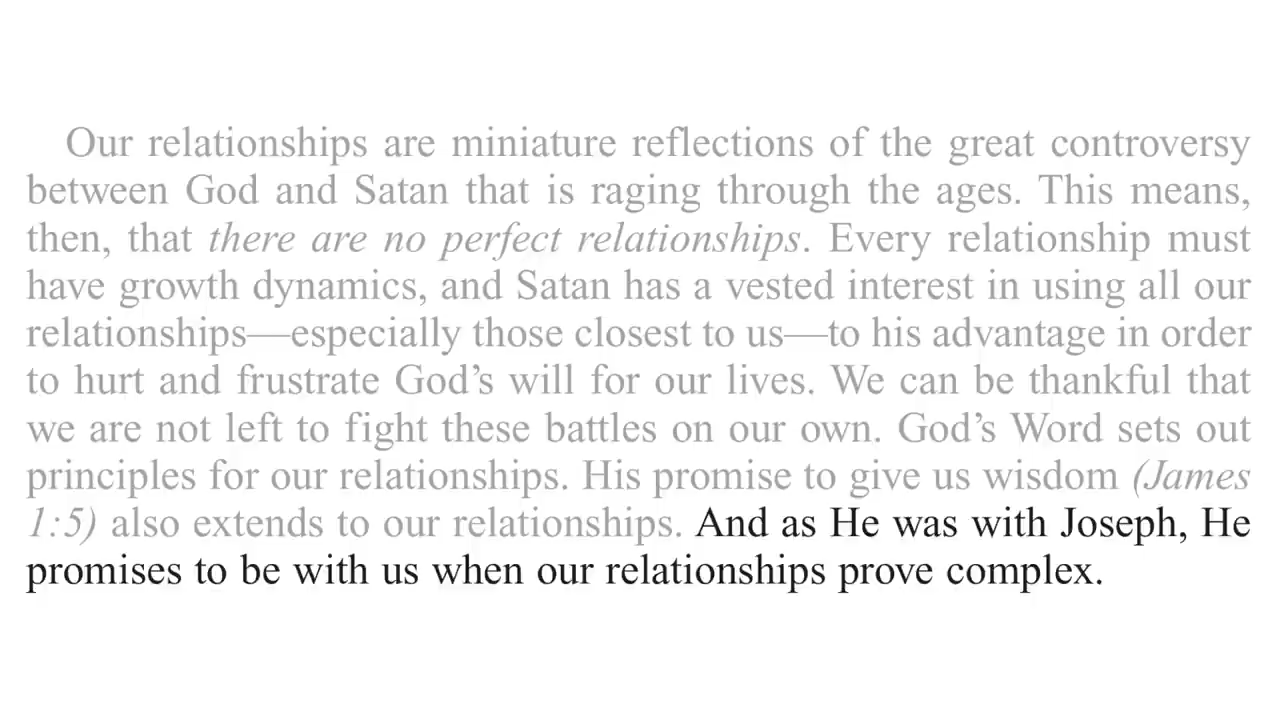 Our relationships are miniature reflections of the great controversy
between God and Satan that is raging through the ages. This means,
then, that there are no perfect relationships. Every relationship must
have growth dynamics, and Satan has a vested interest in using all our
relationships—especially those closest to us—to his advantage in order
to hurt and frustrate God’s will for our lives. We can be thankful that
we are not left to fight these battles on our own. God’s Word sets out
principles for our relationships. His promise to give us wisdom (James
1:5) also extends to our relationships. And as He was with Joseph, He
promises to be with us when our relationships prove complex.